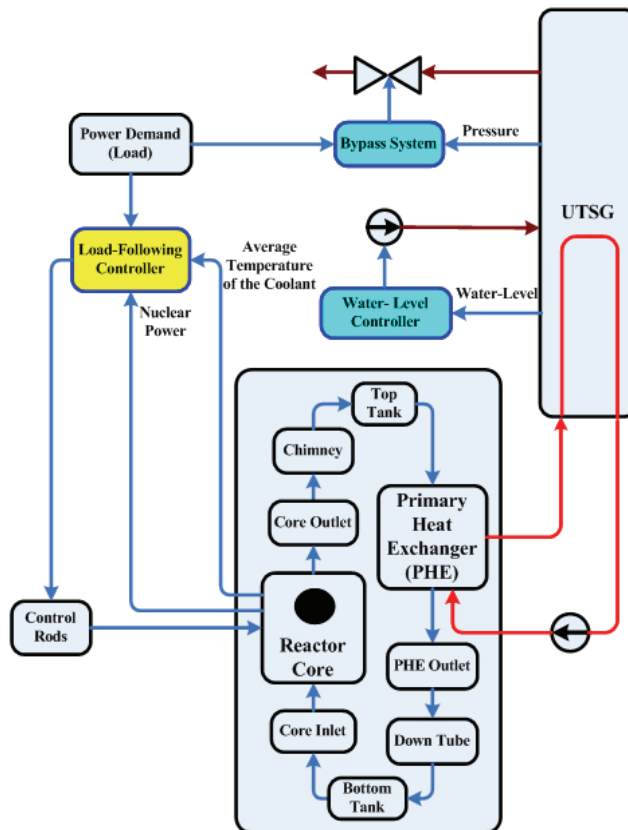 Power Demand
(Load)
Bypass System
Pressure
UTSG
Load-Following
Controller
Average
Temperature
of the Coolant
Nuclear
Power
Water- Level
Controller
Water-Level
Top
Tank
Chimney
Core Outlet
Primary
Heat
Exchanger
(PHE)
Control
Rods
Reactor
Core
PHE Outlet
Core Inlet
Down Tube
Bottom
Tank